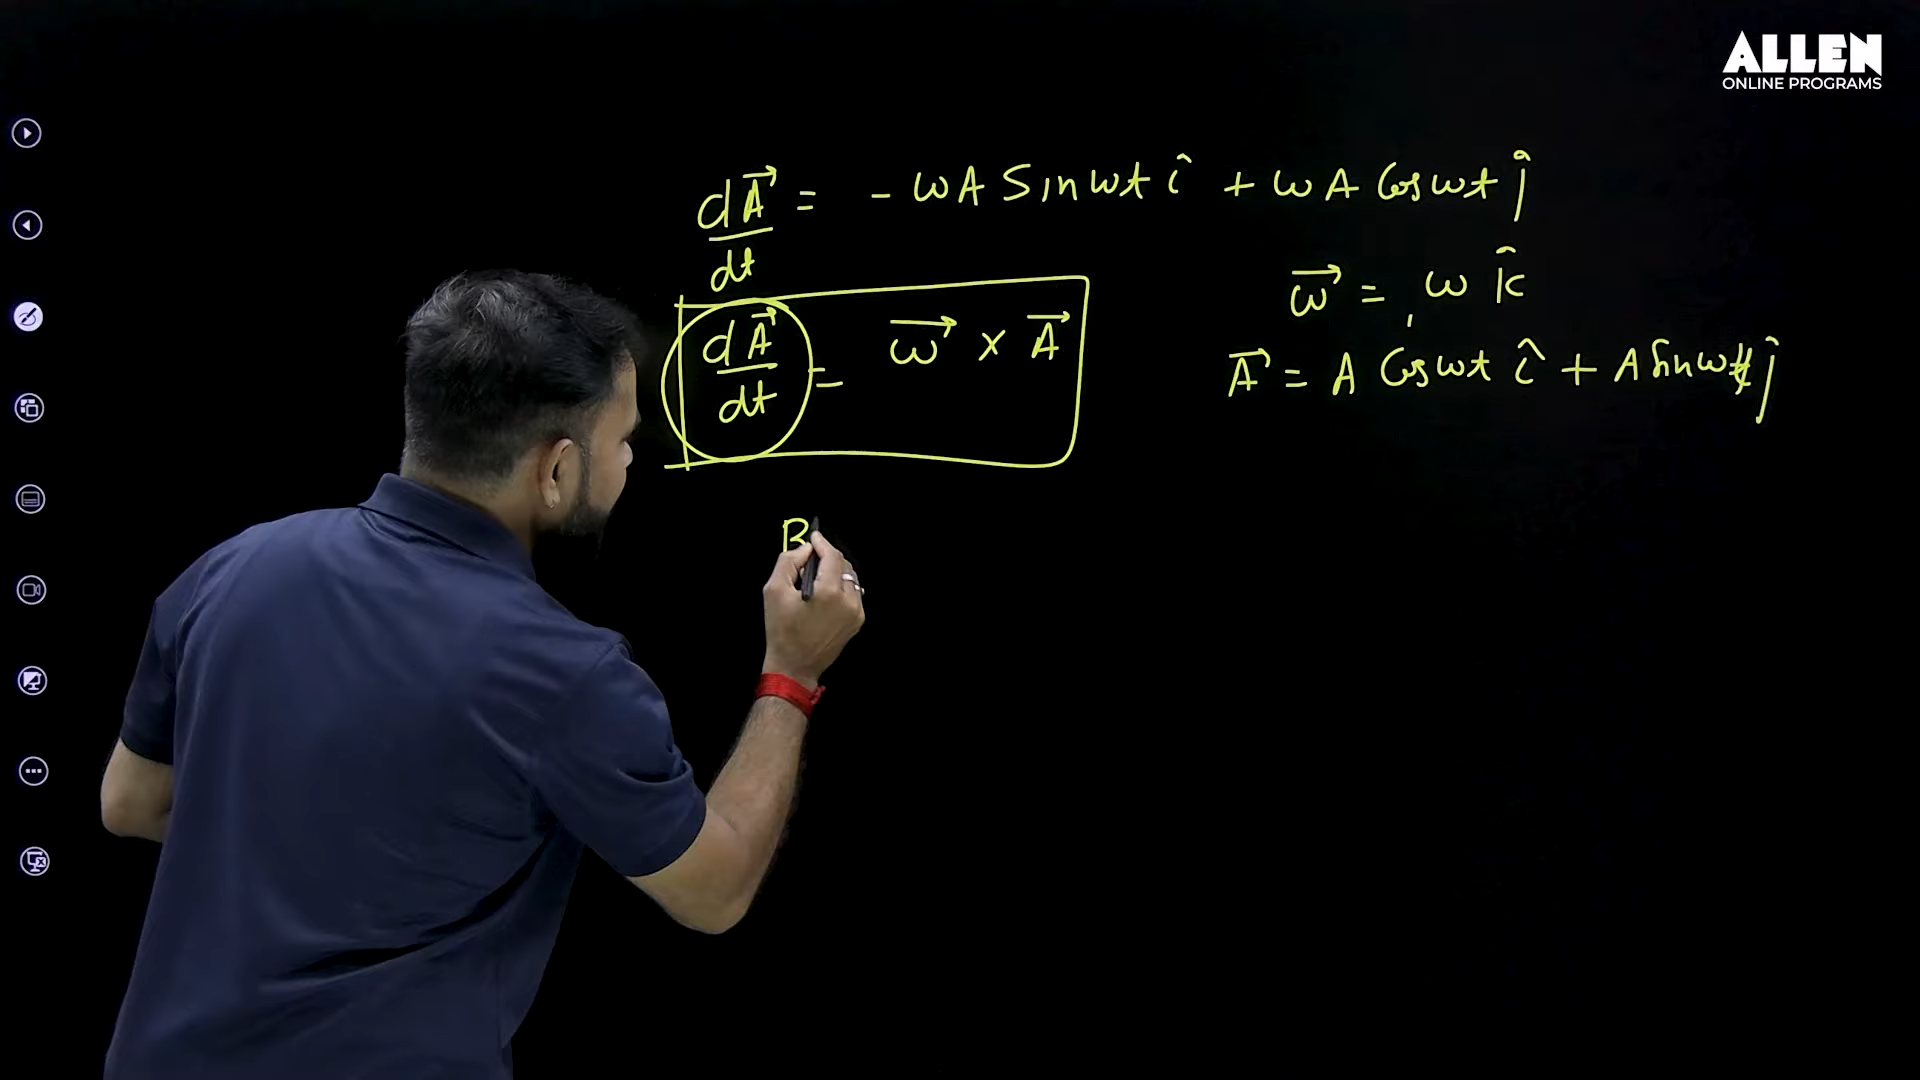 ALLEN
ONLINE PROGRAMS
dA⃗/dt = - ωA Sinωt î + ωA Cosωt ĵ
ω⃗ = ω k̂
dA⃗/dt = ω⃗ × A⃗
A⃗ = A Cosωt î + A Sinωt ĵ
B